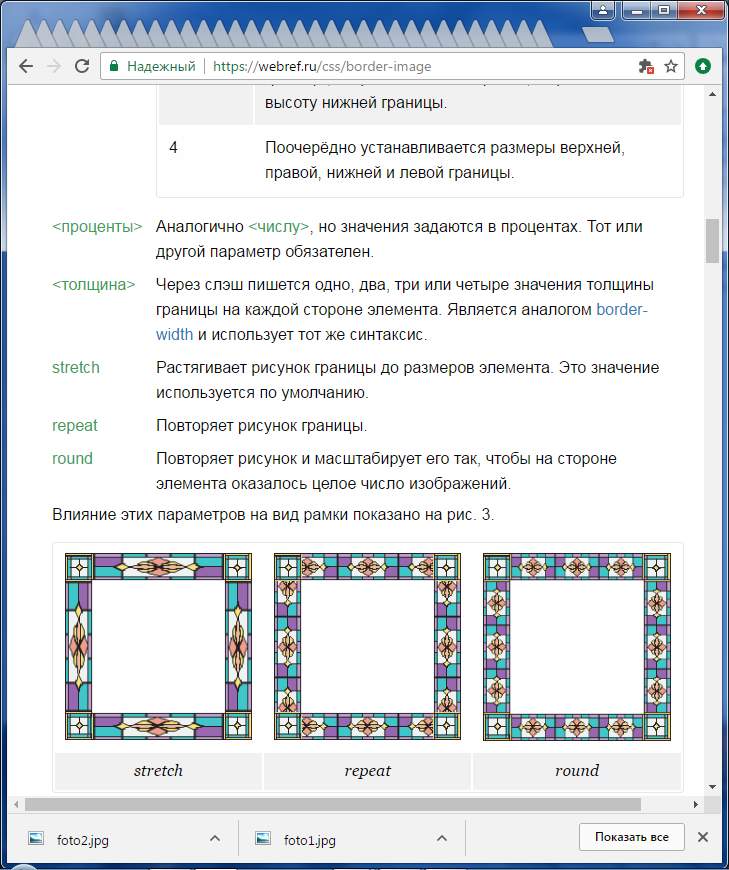 Надежный https://webref.ru/css/border-image
высоту нижней границы.
4 Поочерёдно устанавливается размеры верхней,
правой, нижней и левой границы.
<проценты> Аналогично <числу>, но значения задаются в процентах. Тот или
другой параметр обязателен.
<толщина> Через слэш пишется одно, два, три или четыре значения толщины
границы на каждой стороне элемента. Является аналогом border-
width и использует тот же синтаксис.
stretch Растягивает рисунок границы до размеров элемента. Это значение
используется по умолчанию.
repeat Повторяет рисунок границы.
round Повторяет рисунок и масштабирует его так, чтобы на стороне
элемента оказалось целое число изображений.
Влияние этих параметров на вид рамки показано на рис. 3.
stretch repeat round
foto2.jpg foto1.jpg Показать все